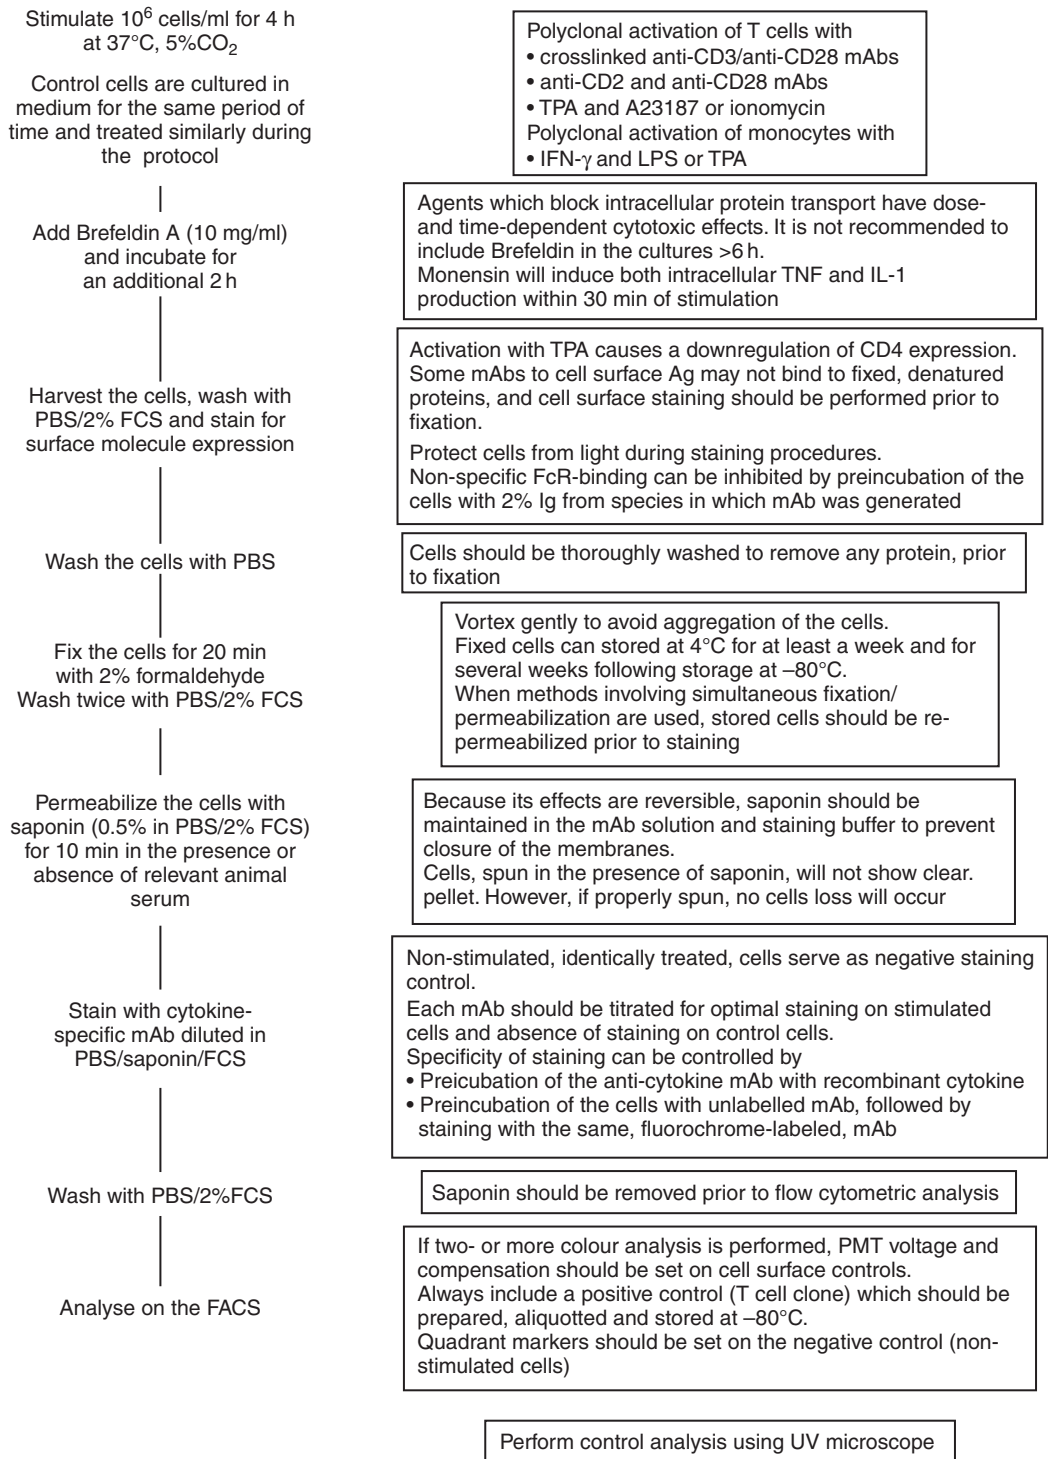 Stimulate 10⁶ cells/ml for 4 h
at 37°C, 5%CO₂
Control cells are cultured in
medium for the same period of
time and treated similarly during
the protocol
Polyclonal activation of T cells with
• crosslinked anti-CD3/anti-CD28 mAbs
• anti-CD2 and anti-CD28 mAbs
• TPA and A23187 or ionomycin
Polyclonal activation of monocytes with
• IFN-γ and LPS or TPA
Add Brefeldin A (10 mg/ml)
and incubate for
an additional 2 h
Agents which block intracellular protein transport have dose-
and time-dependent cytotoxic effects. It is not recommended to
include Brefeldin in the cultures >6 h.
Monensin will induce both intracellular TNF and IL-1
production within 30 min of stimulation
Harvest the cells, wash with
PBS/2% FCS and stain for
surface molecule expression
Activation with TPA causes a downregulation of CD4 expression.
Some mAbs to cell surface Ag may not bind to fixed, denatured
proteins, and cell surface staining should be performed prior to
fixation.
Protect cells from light during staining procedures.
Non-specific FcR-binding can be inhibited by preincubation of the
cells with 2% Ig from species in which mAb was generated
Wash the cells with PBS
Cells should be thoroughly washed to remove any protein, prior
to fixation
Fix the cells for 20 min
with 2% formaldehyde
Wash twice with PBS/2% FCS
Vortex gently to avoid aggregation of the cells.
Fixed cells can stored at 4°C for at least a week and for
several weeks following storage at –80°C.
When methods involving simultaneous fixation/
permeabilization are used, stored cells should be re-
permeabilized prior to staining
Permeabilize the cells with
saponin (0.5% in PBS/2% FCS)
for 10 min in the presence or
absence of relevant animal
serum
Because its effects are reversible, saponin should be
maintained in the mAb solution and staining buffer to prevent
closure of the membranes.
Cells, spun in the presence of saponin, will not show clear.
pellet. However, if properly spun, no cells loss will occur
Stain with cytokine-
specific mAb diluted in
PBS/saponin/FCS
Non-stimulated, identically treated, cells serve as negative staining
control.
Each mAb should be titrated for optimal staining on stimulated
cells and absence of staining on control cells.
Specificity of staining can be controlled by
• Preicubation of the anti-cytokine mAb with recombinant cytokine
• Preincubation of the cells with unlabelled mAb, followed by
staining with the same, fluorochrome-labeled, mAb
Wash with PBS/2%FCS
Saponin should be removed prior to flow cytometric analysis
Analyse on the FACS
If two- or more colour analysis is performed, PMT voltage and
compensation should be set on cell surface controls.
Always include a positive control (T cell clone) which should be
prepared, aliquotted and stored at –80°C.
Quadrant markers should be set on the negative control (non-
stimulated cells)
Perform control analysis using UV microscope